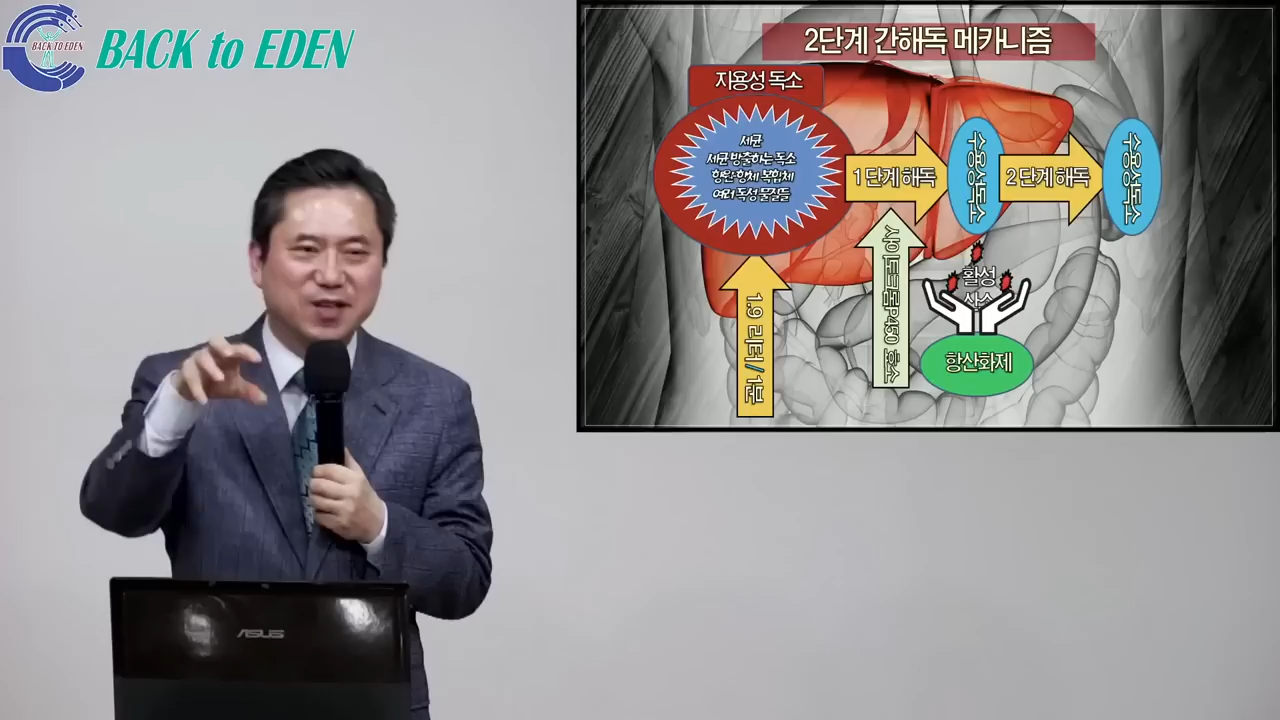 BACK TO EDEN
BACK to EDEN
2단계 간해독 메카니즘
지용성 독소
세균
세균 방출하는 독소
항원 항체 복합체
여러 독성 물질들
1단계 해독
수용성독소
2단계 해독
수용성독소
1.9 리터/1분
사이토크롬P450 효소
활성
산소
항산화제
ASUS